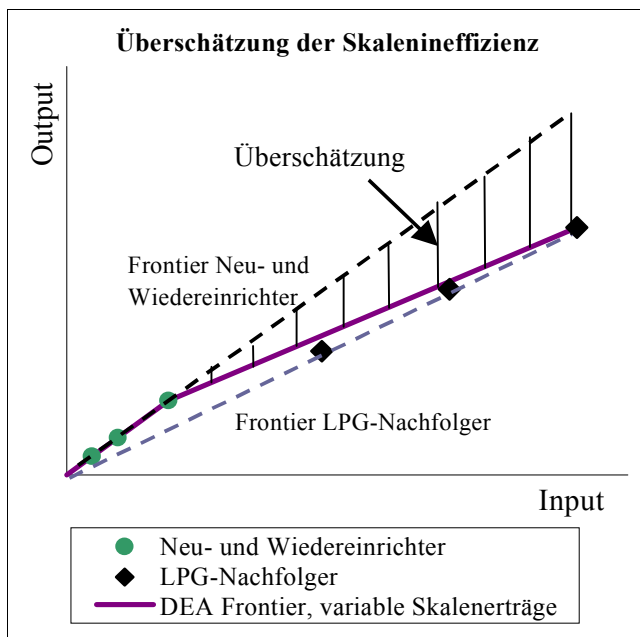 Überschätzung der Skalenineffizienz
Output
Überschätzung
Frontier Neu- und
Wiedereinrichter
Frontier LPG-Nachfolger
Input
Neu- und Wiedereinrichter
LPG-Nachfolger
DEA Frontier, variable Skalenerträge